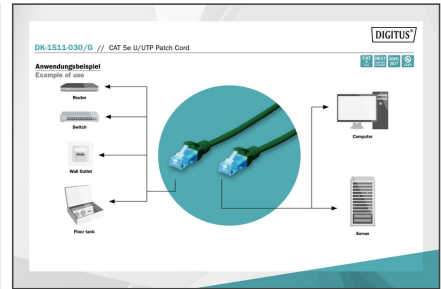 DIGITUS®
DK-1511-030/G // CAT 5e U/UTP Patch Cord
Anwendungsbeispiel
Example of use
CAT
Router
Switch
Wall Outlet
Floor tank
Computer
Server